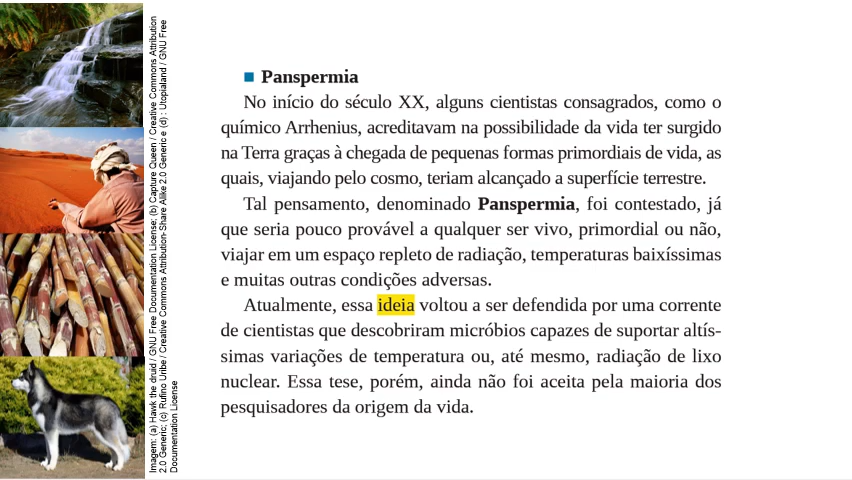 Imagem: (a) Hawk the druid / GNU Free Documentation License; (b) Capture Queen / Creative Commons Attribution
2.0 Generic; (c) Rufino Uribe / Creative Commons Attribution-Share Alike 2.0 Generic e (d) : Utopialand / GNU Free
Documentation License
■ Panspermia
No início do século XX, alguns cientistas consagrados, como o
químico Arrhenius, acreditavam na possibilidade da vida ter surgido
na Terra graças à chegada de pequenas formas primordiais de vida, as
quais, viajando pelo cosmo, teriam alcançado a superfície terrestre.
Tal pensamento, denominado Panspermia, foi contestado, já
que seria pouco provável a qualquer ser vivo, primordial ou não,
viajar em um espaço repleto de radiação, temperaturas baixíssimas
e muitas outras condições adversas.
Atualmente, essa ideia voltou a ser defendida por uma corrente
de cientistas que descobriram micróbios capazes de suportar altís-
simas variações de temperatura ou, até mesmo, radiação de lixo
nuclear. Essa tese, porém, ainda não foi aceita pela maioria dos
pesquisadores da origem da vida.